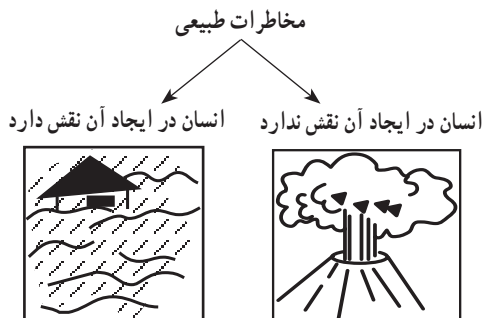 مخاطرات طبیعی
انسان در ایجاد آن نقش ندارد
انسان در ایجاد آن نقش دارد